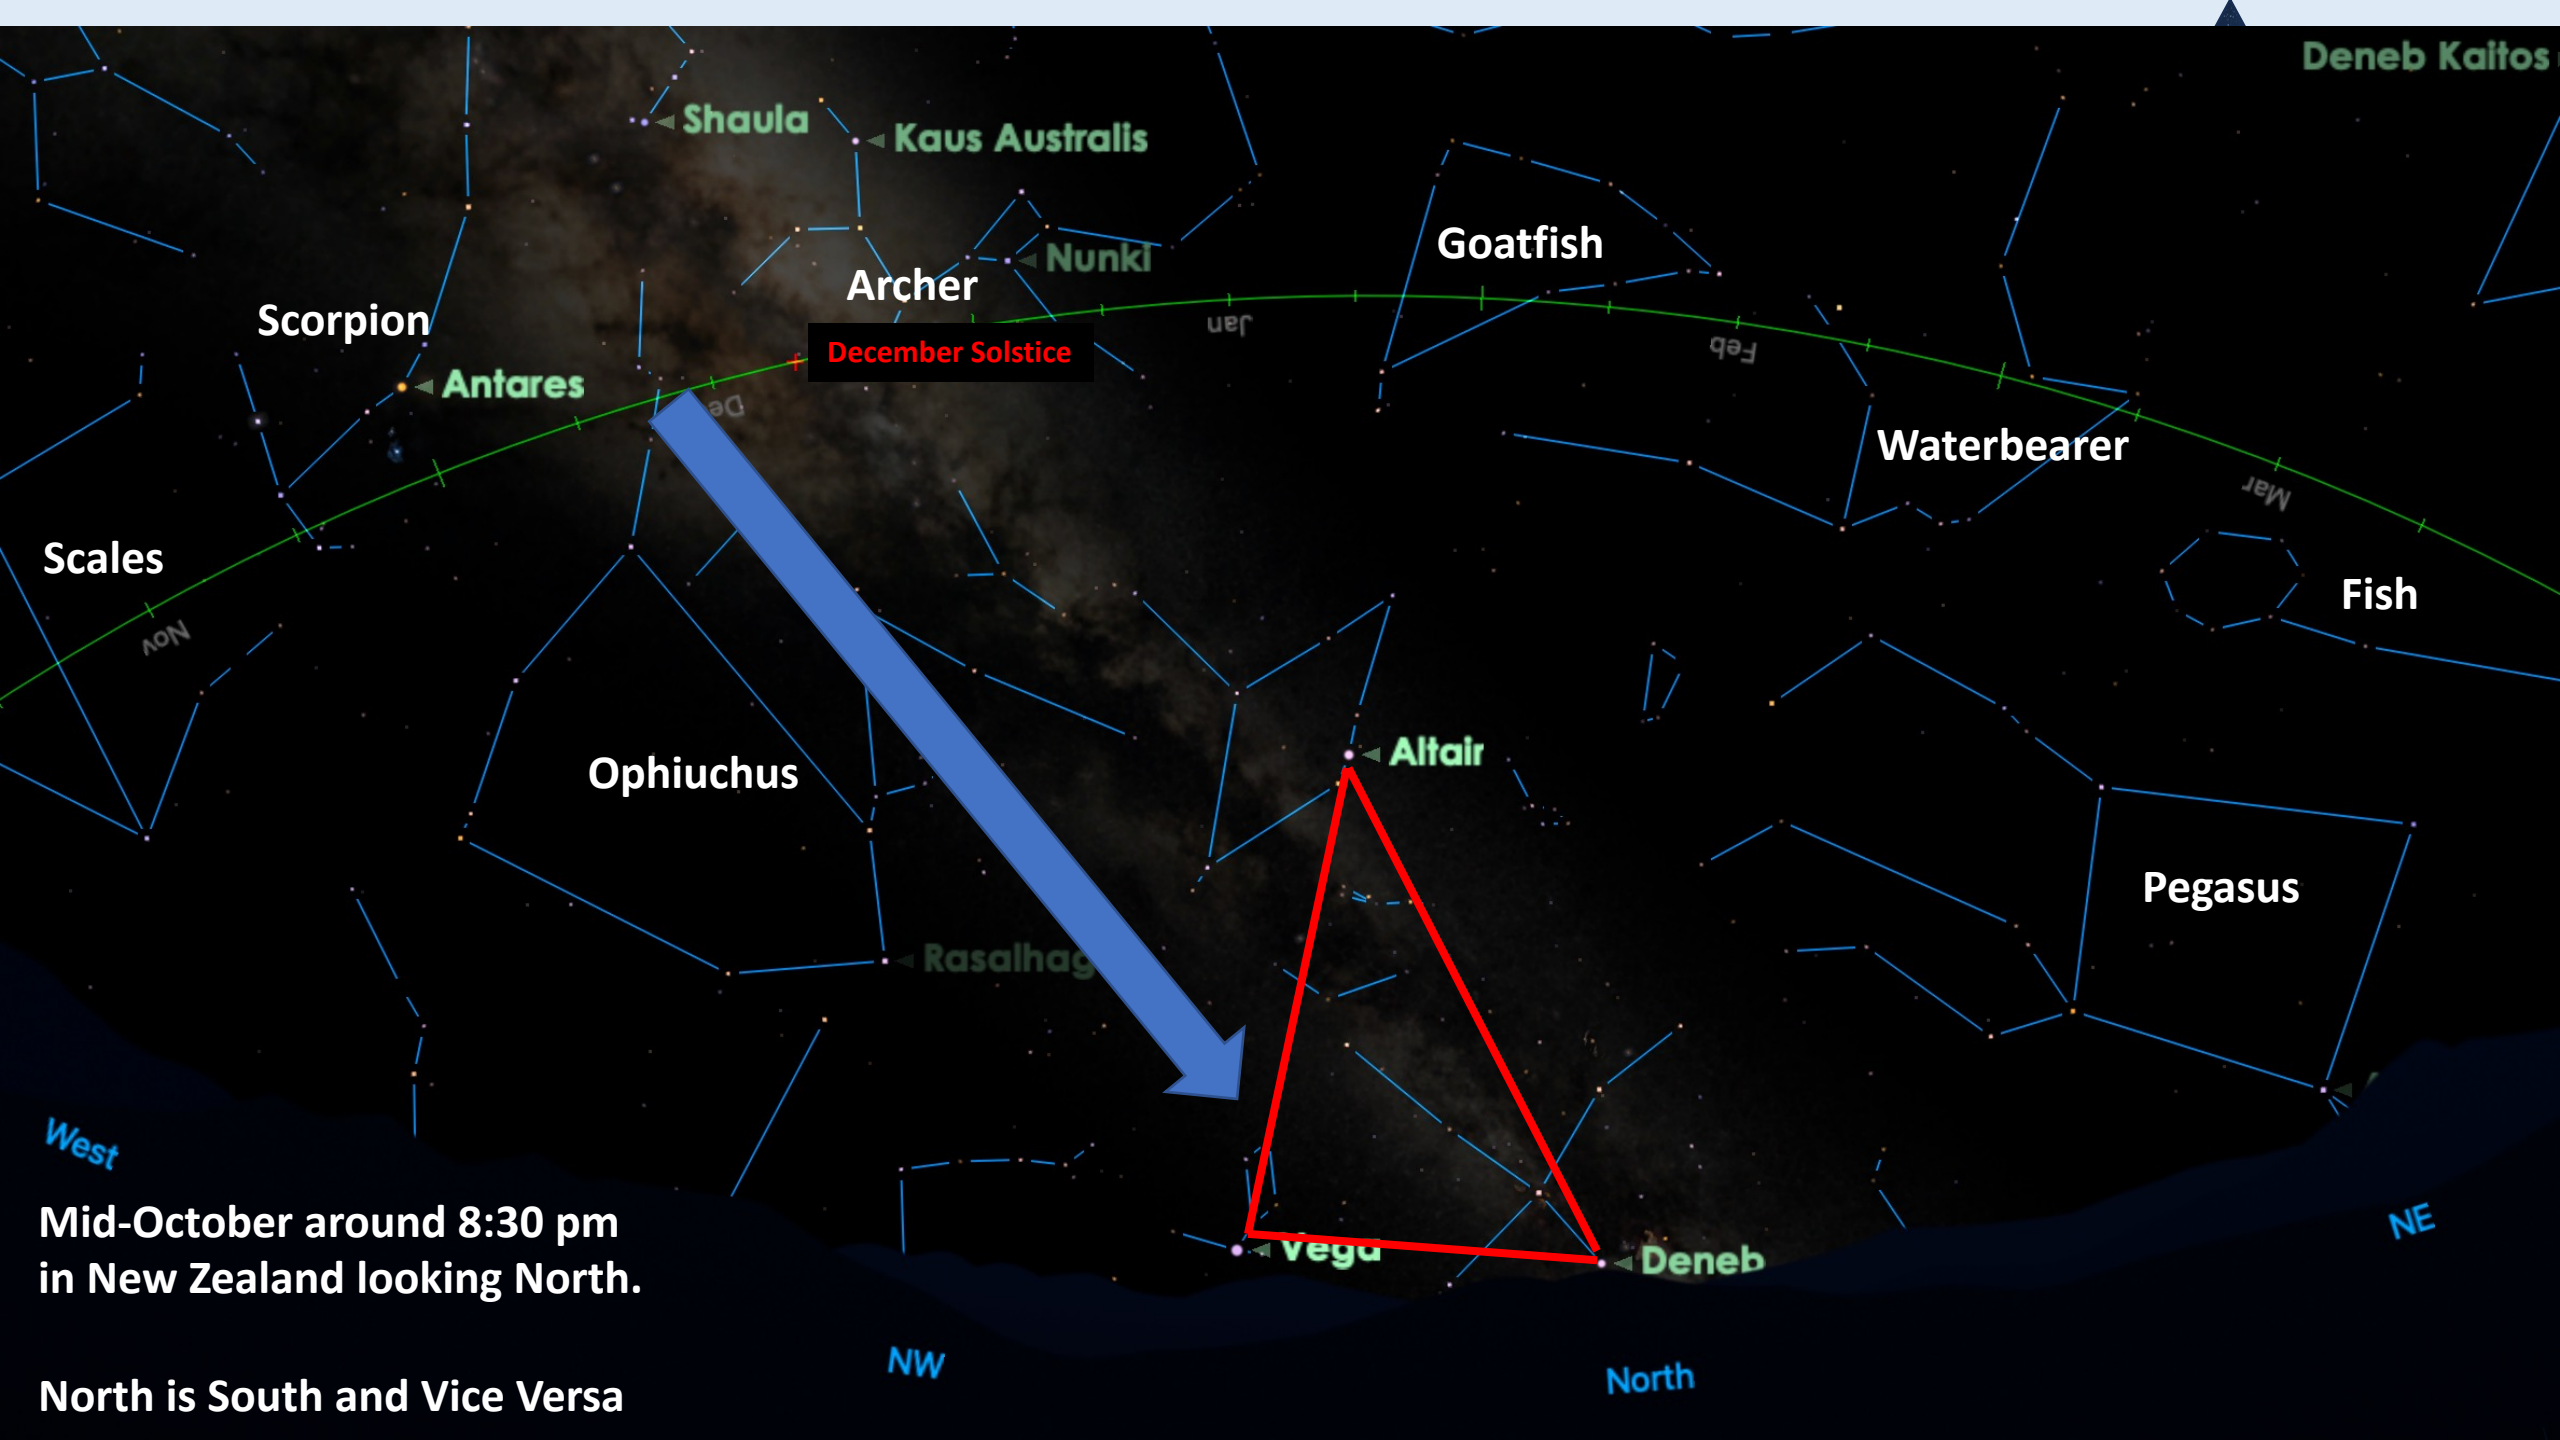 Deneb Kaitos
Shaula
Kaus Australis
Nunki
Goatfish
Archer
Scorpion
Jan
December Solstice
Feb
Antares
Dec
Waterbearer
Mar
Scales
Fish
Nov
Altair
Ophiuchus
Pegasus
Rasalhag
West
Mid-October around 8:30 pm
in New Zealand looking North.
NE
Vega
Deneb
NW
North
North is South and Vice Versa